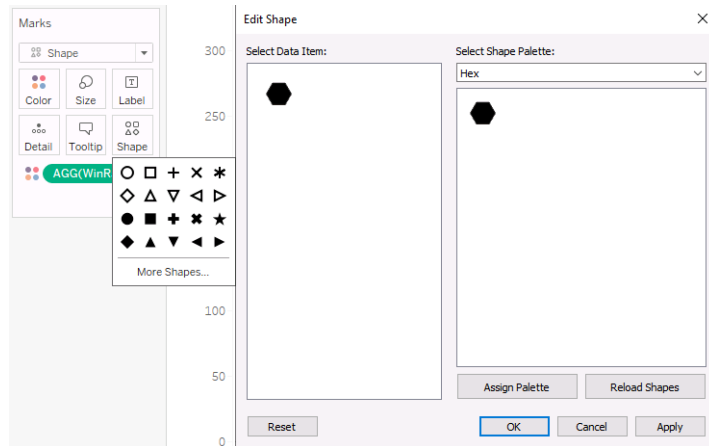 Marks
Shape
Color
Size
Label
Detail
Tooltip
Shape
AGG(WinR
More Shapes...
300
250
100
50
0
Edit Shape
Select Data Item:
Select Shape Palette:
Hex
Assign Palette
Reload Shapes
Reset
OK
Cancel
Apply